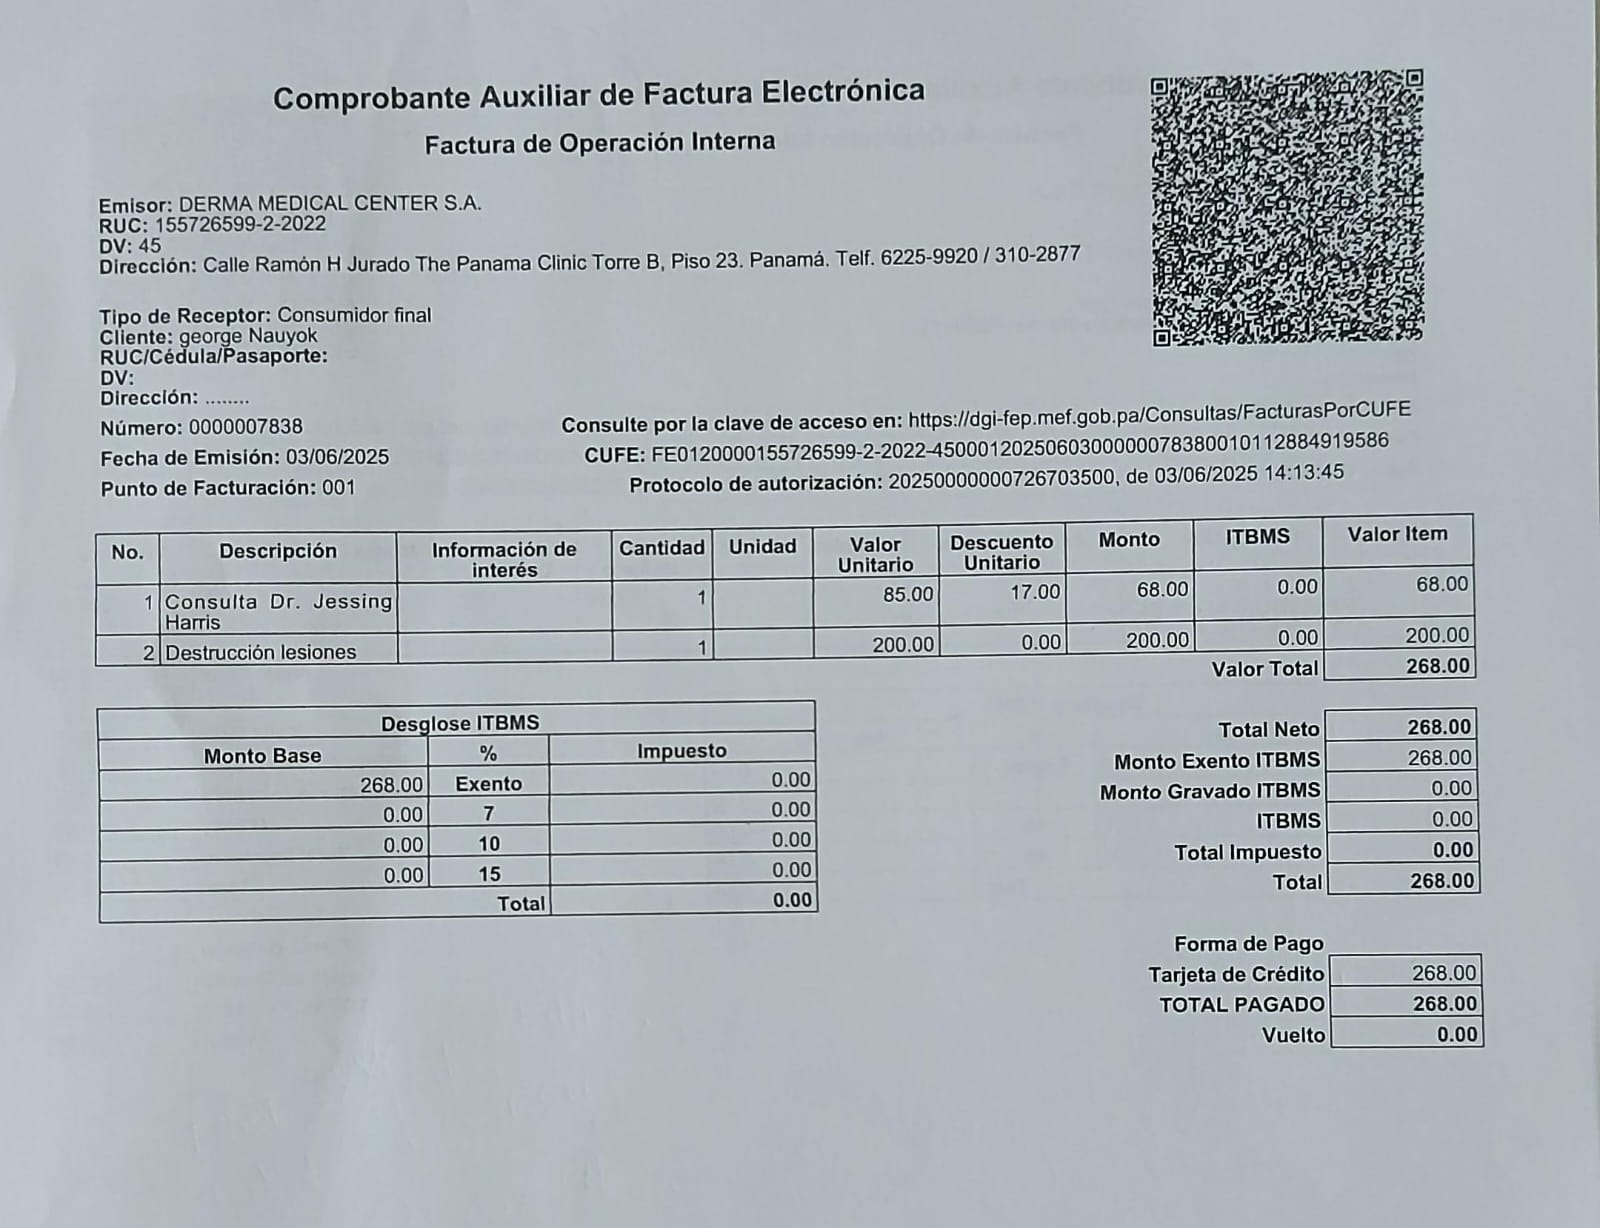 Comprobante Auxiliar de Factura Electrónica
Factura de Operación Interna
Emisor: DERMA MEDICAL CENTER S.A.
RUC: 155726599-2-2022
DV: 45
Dirección: Calle Ramón H Jurado The Panama Clinic Torre B, Piso 23. Panamá. Telf. 6225-9920 / 310-2877
Tipo de Receptor: Consumidor final
Cliente: george Nauyok
RUC/Cédula/Pasaporte:
DV:
Dirección: ........
Número: 0000007838
Fecha de Emisión: 03/06/2025
Punto de Facturación: 001
Consulte por la clave de acceso en: https://dgi-fep.mef.gob.pa/Consultas/FacturasPorCUFE
CUFE: FE0120000155726599-2-2022-4500012025060300000078380010112884919586
Protocolo de autorización: 20250000000726703500, de 03/06/2025 14:13:45
No. Descripción Información de interés Cantidad Unidad Valor Unitario Descuento Unitario Monto ITBMS Valor Item
1 Consulta Dr. Jessing Harris 1 85.00 17.00 68.00 0.00 68.00
2 Destrucción lesiones 1 200.00 0.00 200.00 0.00 200.00
Valor Total 268.00
Desglose ITBMS
Monto Base % Impuesto
268.00 Exento 0.00
0.00 7 0.00
0.00 10 0.00
0.00 15 0.00
Total 0.00
Total Neto 268.00
Monto Exento ITBMS 268.00
Monto Gravado ITBMS 0.00
ITBMS 0.00
Total Impuesto 0.00
Total 268.00
Forma de Pago
Tarjeta de Crédito 268.00
TOTAL PAGADO 268.00
Vuelto 0.00